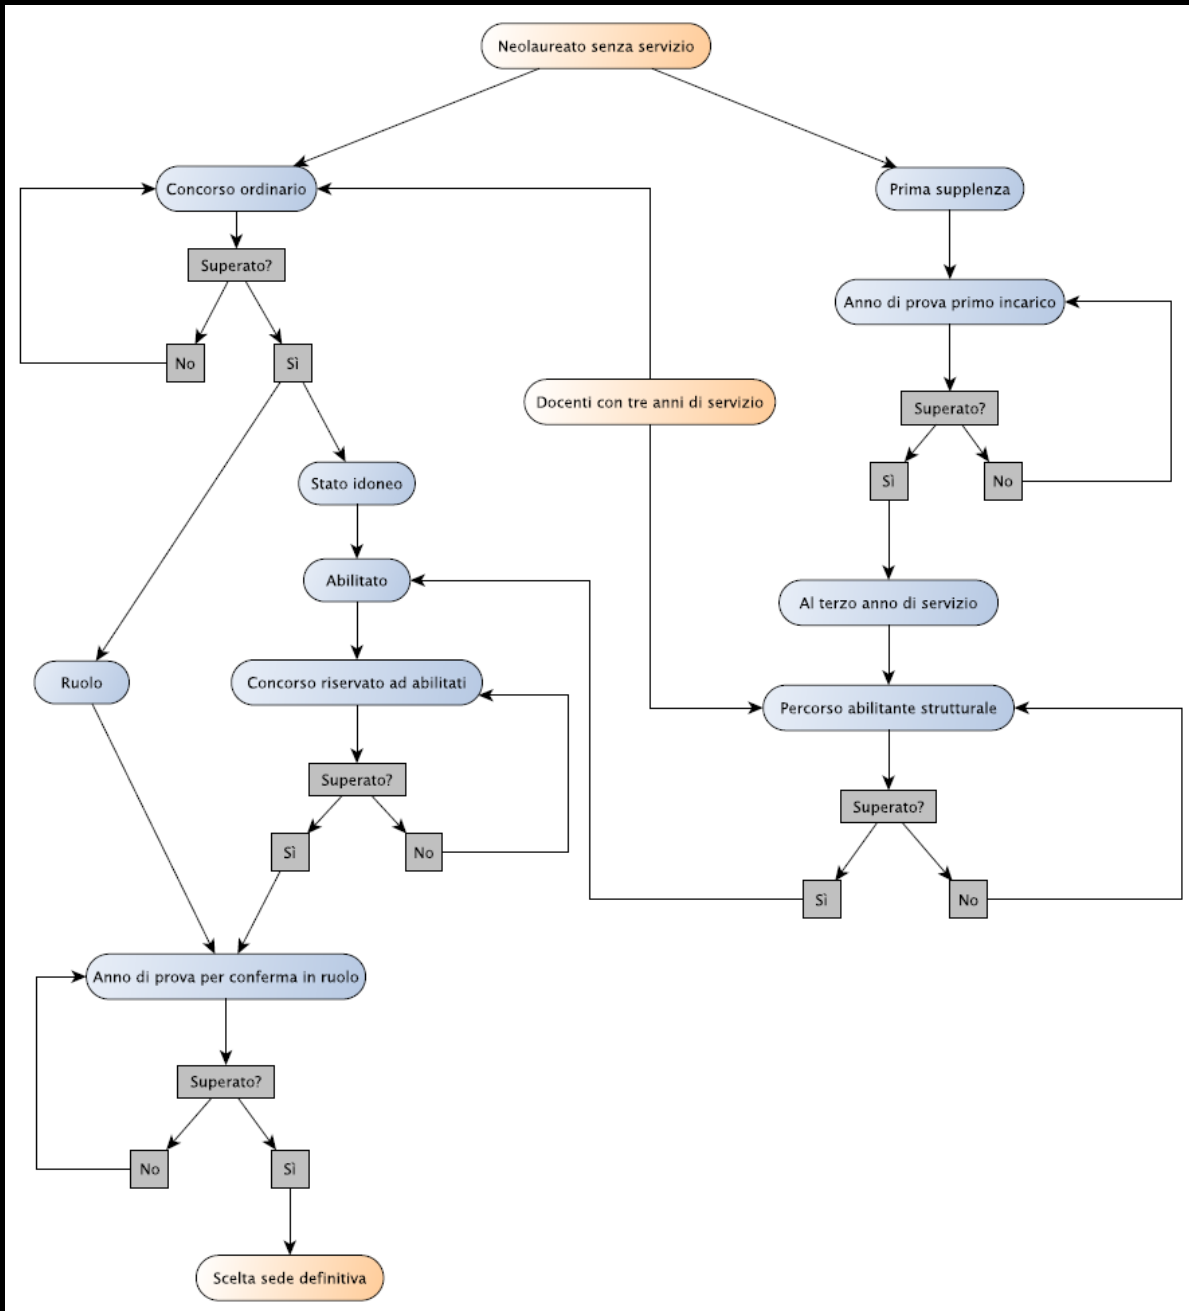 Neolaureato senza servizio
Concorso ordinario
Prima supplenza
Superato?
Anno di prova primo incarico
No
Sì
Docenti con tre anni di servizio
Superato?
Stato idoneo
Sì
No
Abilitato
Al terzo anno di servizio
Ruolo
Concorso riservato ad abilitati
Percorso abilitante strutturale
Superato?
Superato?
Sì
No
Sì
No
Anno di prova per conferma in ruolo
Superato?
No
Sì
Scelta sede definitiva